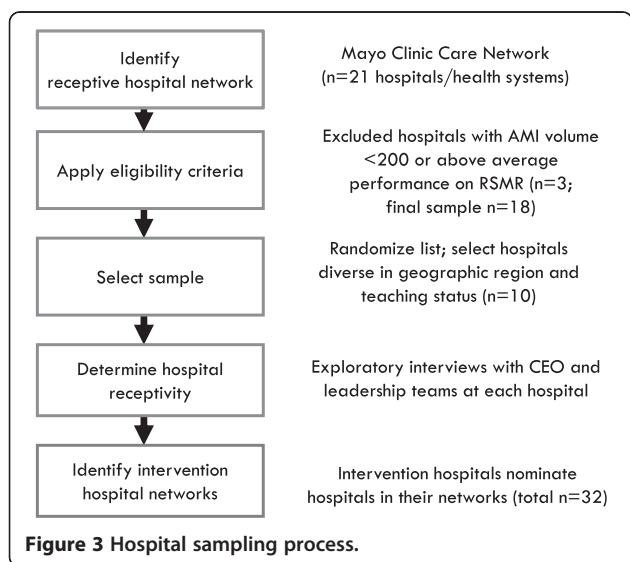 Identify
receptive hospital network
Mayo Clinic Care Network
(n=21 hospitals/health systems)
Apply eligibility criteria
Excluded hospitals with AMI volume
<200 or above average
performance on RSMR (n=3;
final sample n=18)
Select sample
Randomize list; select hospitals
diverse in geographic region and
teaching status (n=10)
Determine hospital
receptivity
Exploratory interviews with CEO and
leadership teams at each hospital
Identify intervention
hospital networks
Intervention hospitals nominate
hospitals in their networks (total n=32)
Figure 3 Hospital sampling process.